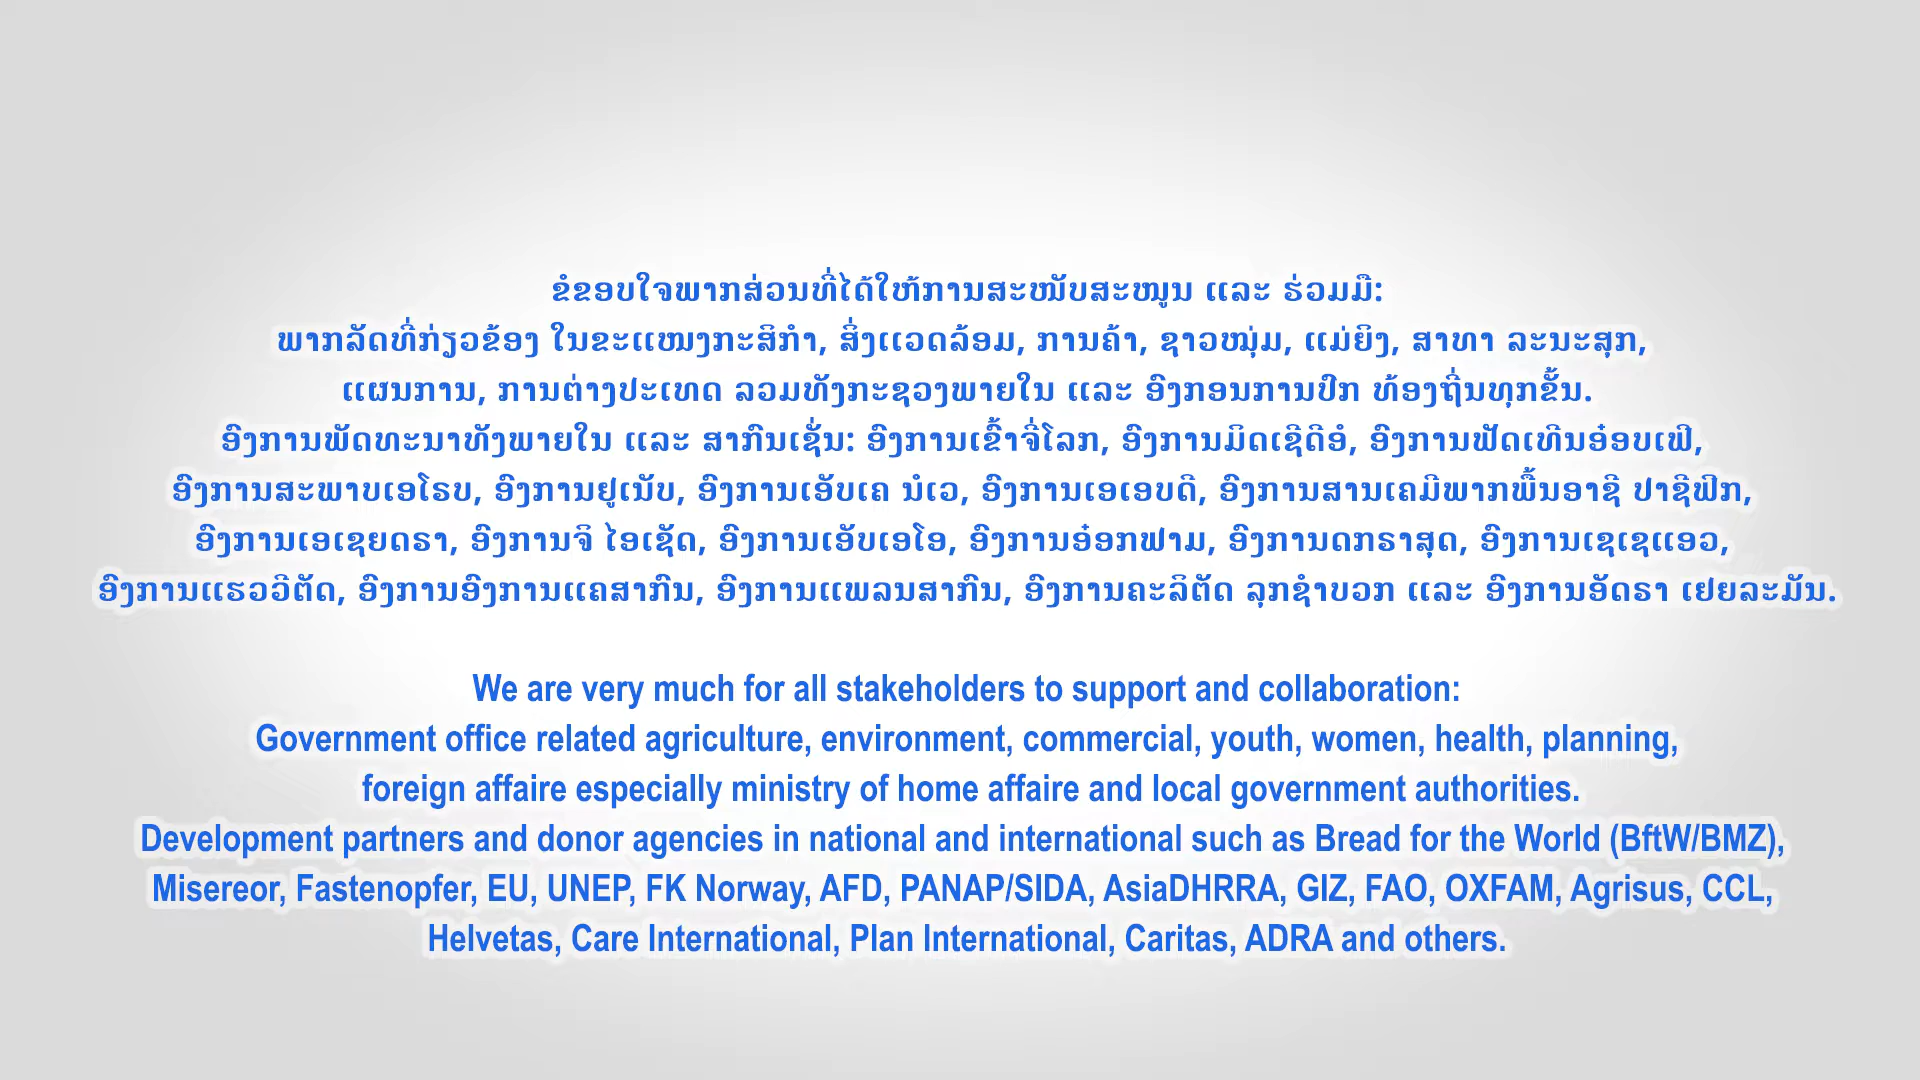 ຂໍຂອບໃຈພາກສ່ວນທີ່ໄດ້ໃຫ້ການສະໜັບສະໜູນ ແລະ ຮ່ວມມື:
ພາກລັດທີ່ກ່ຽວຂ້ອງ ໃນຂະແໜງກະສິກໍາ, ສິ່ງແວດລ້ອມ, ການຄ້າ, ຊາວໜຸ່ມ, ແມ່ຍິງ, ສາທາ ລະນະສຸກ,
ແຜນການ, ການຕ່າງປະເທດ ລວມທັງກະຊວງພາຍໃນ ແລະ ອົງກອນການປົກ ທ້ອງຖິ່ນທຸກຂັ້ນ.
ອົງການພັດທະນາທັງພາຍໃນ ແລະ ສາກົນເຊັ່ນ: ອົງການເຂົ້າຈີ່ໂລກ, ອົງການມິດເຊີດີອໍ, ອົງການຟັດເທີນອ໋ອບເຟີ,
ອົງການສະພາບເອໂຣບ, ອົງການຢູເນັບ, ອົງການເອັບເຄ ນໍເວ, ອົງການເອເອບດີ, ອົງການສານເຄມີພາກພື້ນອາຊີ ປາຊີຟິກ,
ອົງການເອເຊຍດຣາ, ອົງການຈິ ໄອເຊັດ, ອົງການເອັບເອໂອ, ອົງການອ໋ອກຟາມ, ອົງການດກຣາສຸດ, ອົງການເຊເຊແອວ,
ອົງການແຮວວີຕັດ, ອົງການອົງການແຄສາກົນ, ອົງການແພລນສາກົນ, ອົງການຄະລິຕັດ ລຸກຊໍາບວກ ແລະ ອົງການອັດຣາ ເຢຍລະມັນ.
We are very much for all stakeholders to support and collaboration:
Government office related agriculture, environment, commercial, youth, women, health, planning,
foreign affaire especially ministry of home affaire and local government authorities.
Development partners and donor agencies in national and international such as Bread for the World (BftW/BMZ),
Misereor, Fastenopfer, EU, UNEP, FK Norway, AFD, PANAP/SIDA, AsiaDHRRA, GIZ, FAO, OXFAM, Agrisus, CCL,
Helvetas, Care International, Plan International, Caritas, ADRA and others.